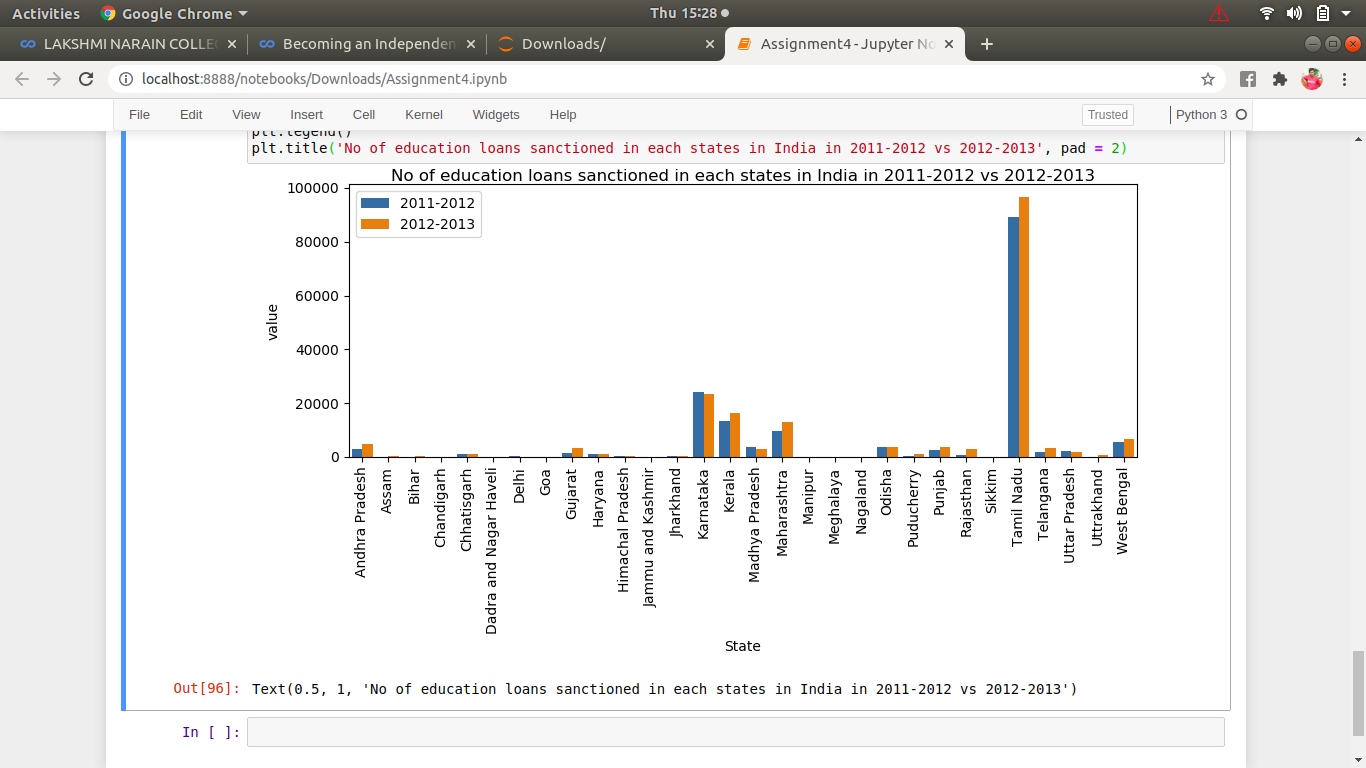 Activities Google Chrome Thu 15:28
LAKSHMI NARAIN COLLE Becoming an Independen Downloads/ Assignment4 - Jupyter No
localhost:8888/notebooks/Downloads/Assignment4.ipynb
File Edit View Insert Cell Kernel Widgets Help Trusted Python 3
plt.legend()
plt.title('No of education loans sanctioned in each states in India in 2011-2012 vs 2012-2013', pad = 2)
No of education loans sanctioned in each states in India in 2011-2012 vs 2012-2013
2011-2012
2012-2013
100000
80000
60000
40000
20000
0
value
Andhra Pradesh
Assam
Bihar
Chandigarh
Chhatisgarh
Dadra and Nagar Haveli
Delhi
Goa
Gujarat
Haryana
Himachal Pradesh
Jammu and Kashmir
Jharkhand
Karnataka
Kerala
Madhya Pradesh
Maharashtra
Manipur
Meghalaya
Nagaland
Odisha
Puducherry
Punjab
Rajasthan
Sikkim
Tamil Nadu
Telangana
Uttar Pradesh
Uttrakhand
West Bengal
State
Out[96]: Text(0.5, 1, 'No of education loans sanctioned in each states in India in 2011-2012 vs 2012-2013')
In [ ]: